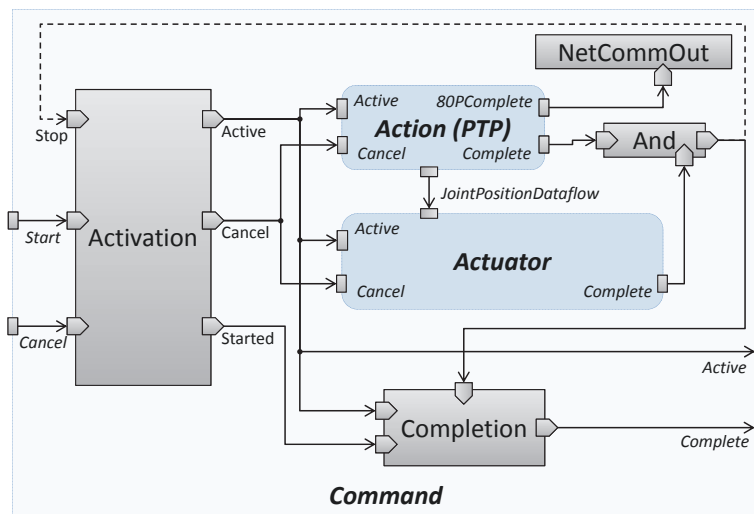 NetCommOut
Stop
Active
Active
80PComplete
Action (PTP)
Cancel
Complete
And
JointPositionDataflow
Start
Activation
Cancel
Active
Actuator
Cancel
Complete
Cancel
Started
Active
Completion
Complete
Command